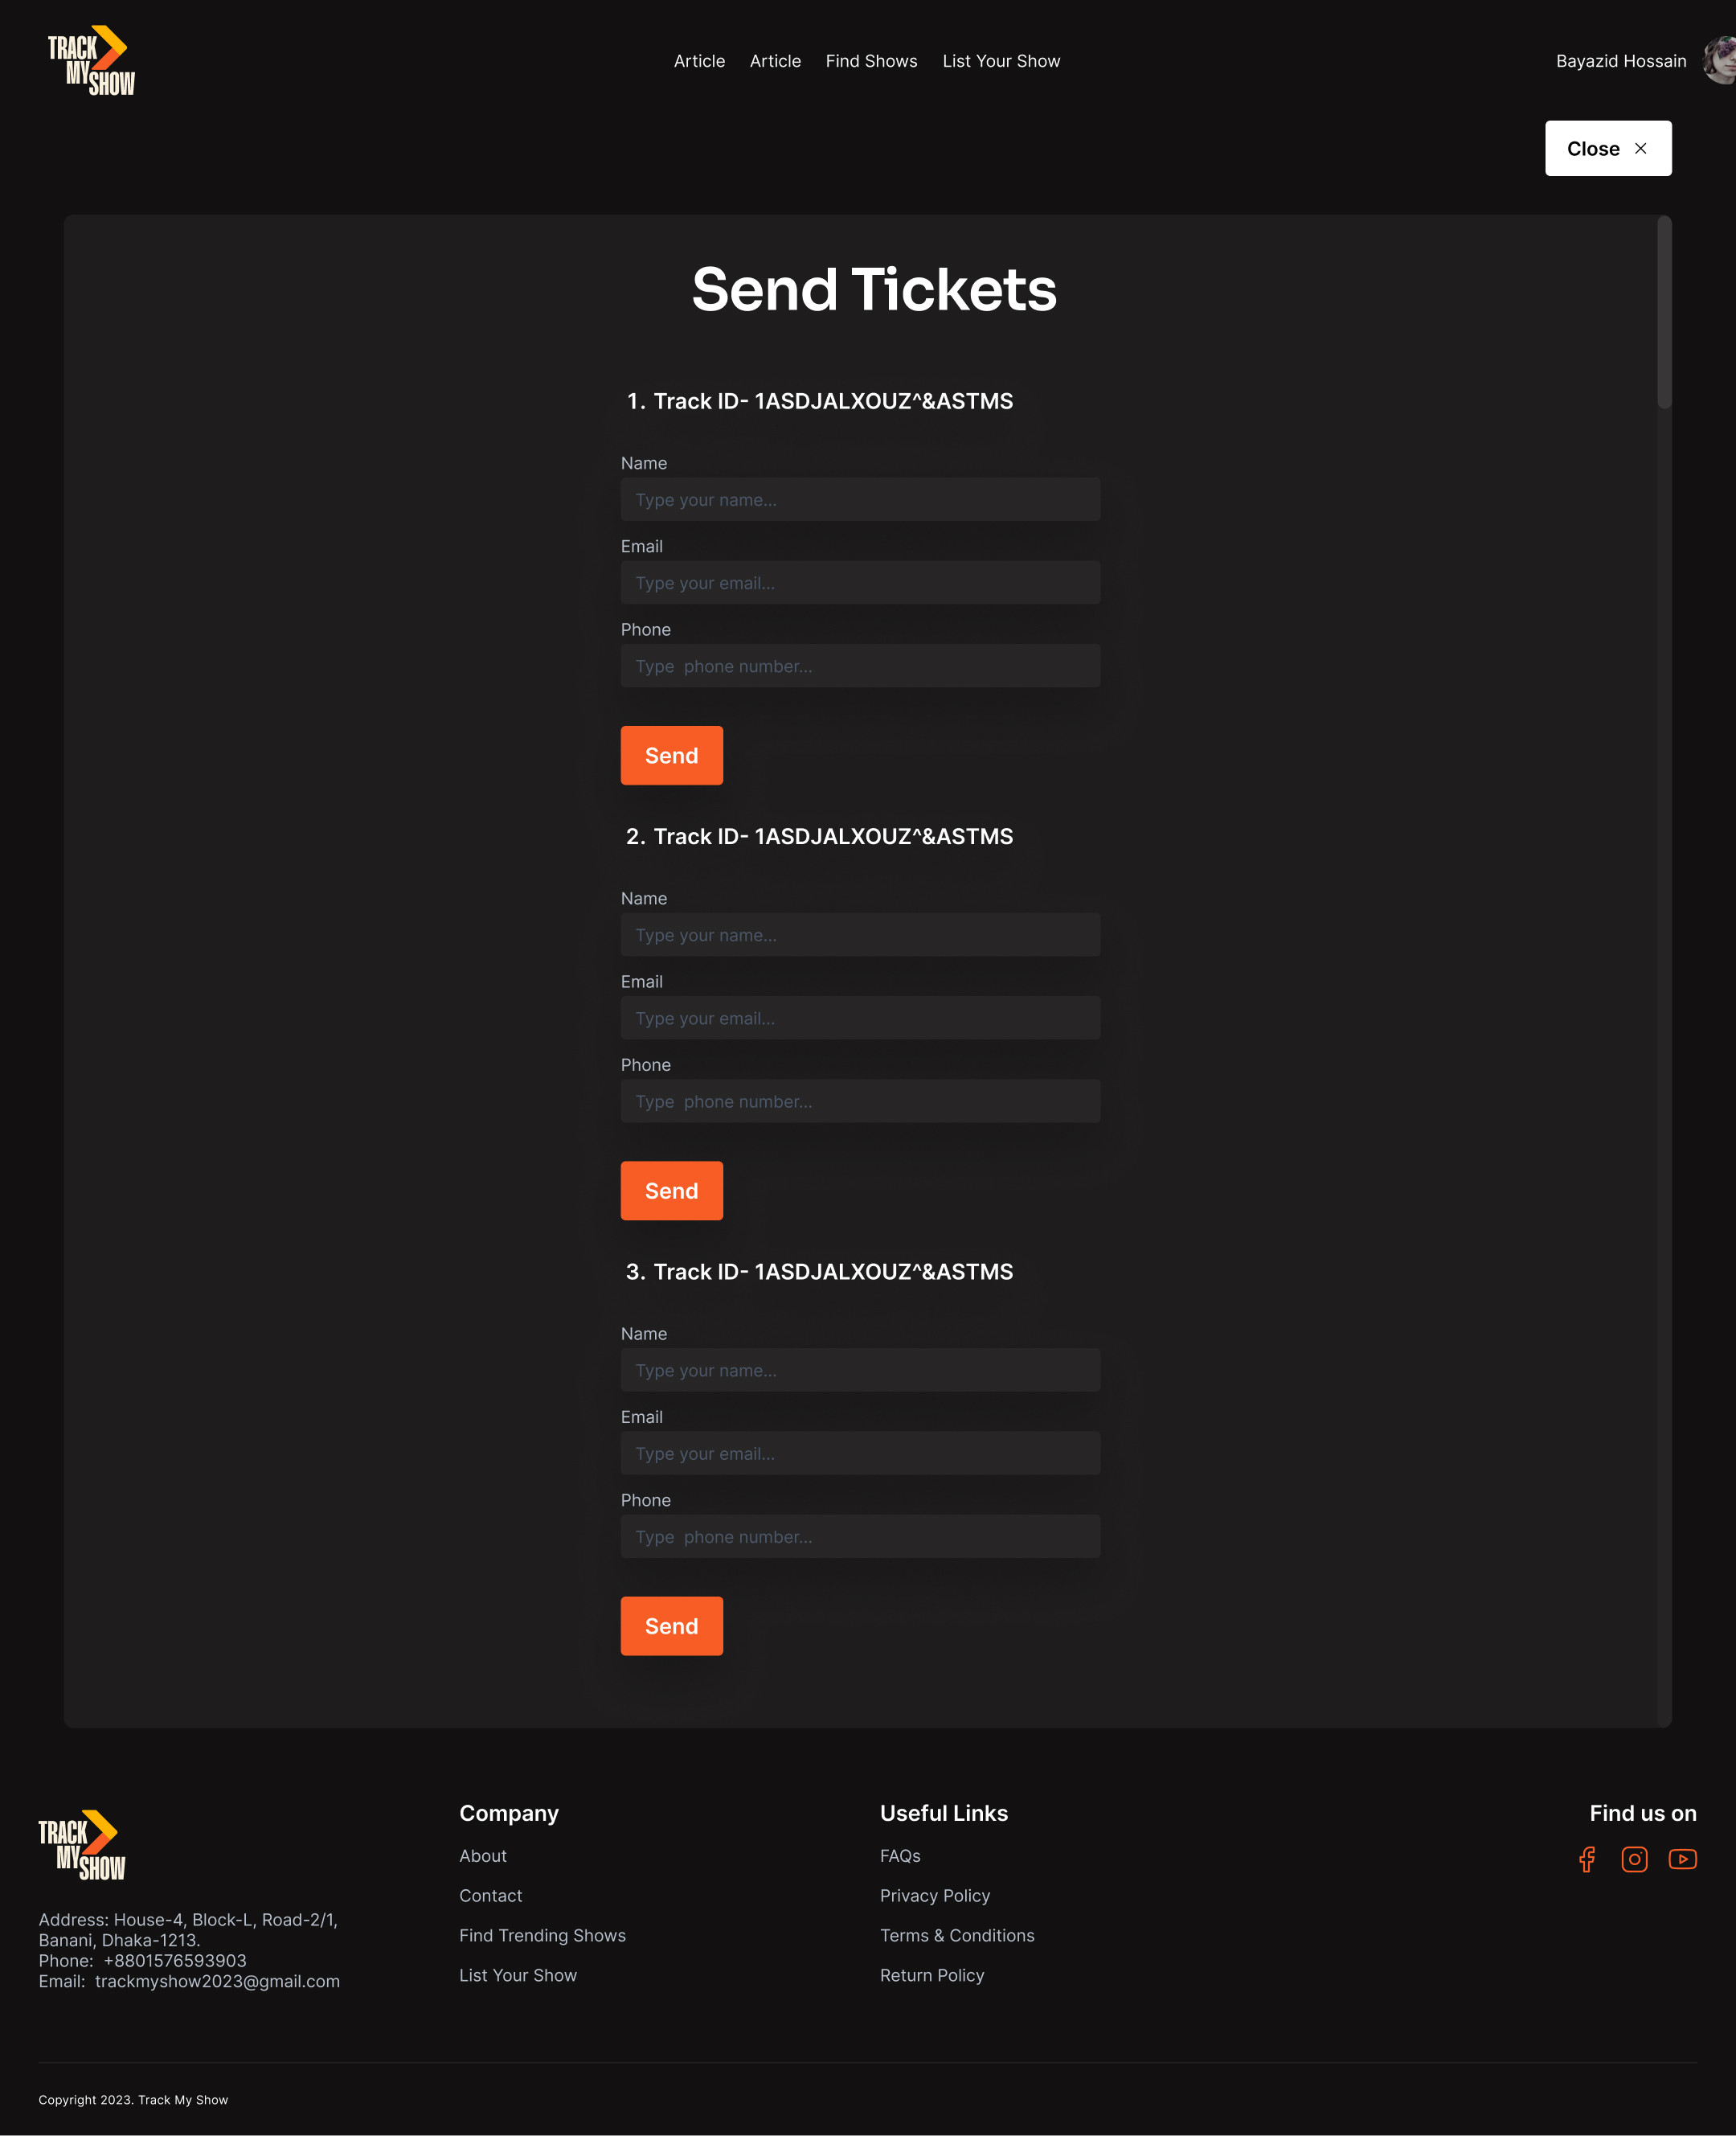 TRACK
MY
SHOW
Article Article Find Shows List Your Show
Bayazid Hossain
Close
Send Tickets
1. Track ID- 1ASDJALXOUZ^&ASTMS
Name
Type your name...
Email
Type your email...
Phone
Type  phone number...
Send
2. Track ID- 1ASDJALXOUZ^&ASTMS
Name
Type your name...
Email
Type your email...
Phone
Type  phone number...
Send
3. Track ID- 1ASDJALXOUZ^&ASTMS
Name
Type your name...
Email
Type your email...
Phone
Type  phone number...
Send
TRACK
MY
SHOW
Address: House-4, Block-L, Road-2/1,
Banani, Dhaka-1213.
Phone:  +8801576593903
Email:  trackmyshow2023@gmail.com
Company
About
Contact
Find Trending Shows
List Your Show
Useful Links
FAQs
Privacy Policy
Terms & Conditions
Return Policy
Find us on
Copyright 2023. Track My Show